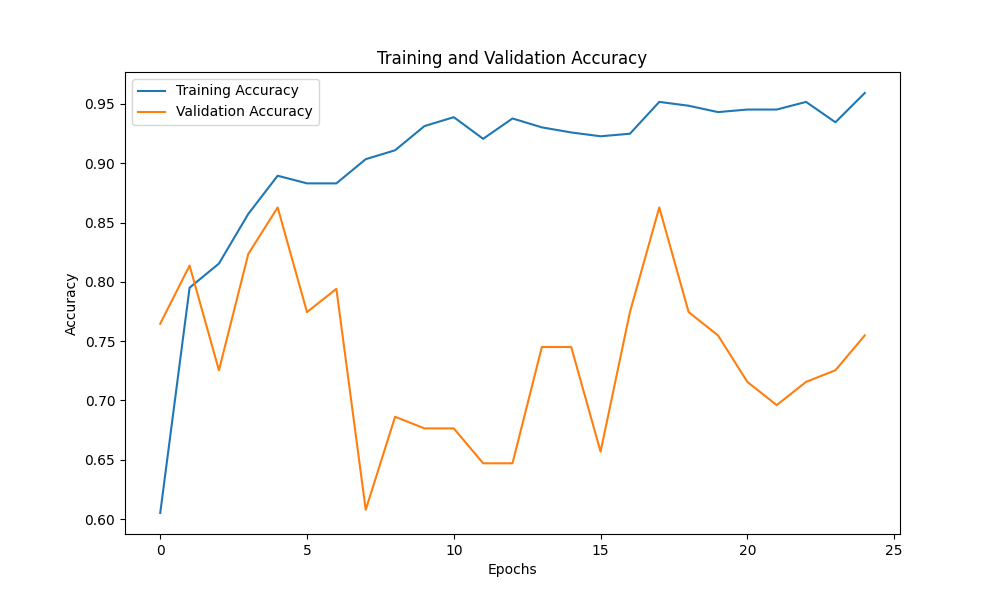 Training and Validation Accuracy
Training Accuracy
Validation Accuracy
Accuracy
0.95
0.90
0.85
0.80
0.75
0.70
0.65
0.60
0 5 10 15 20 25
Epochs